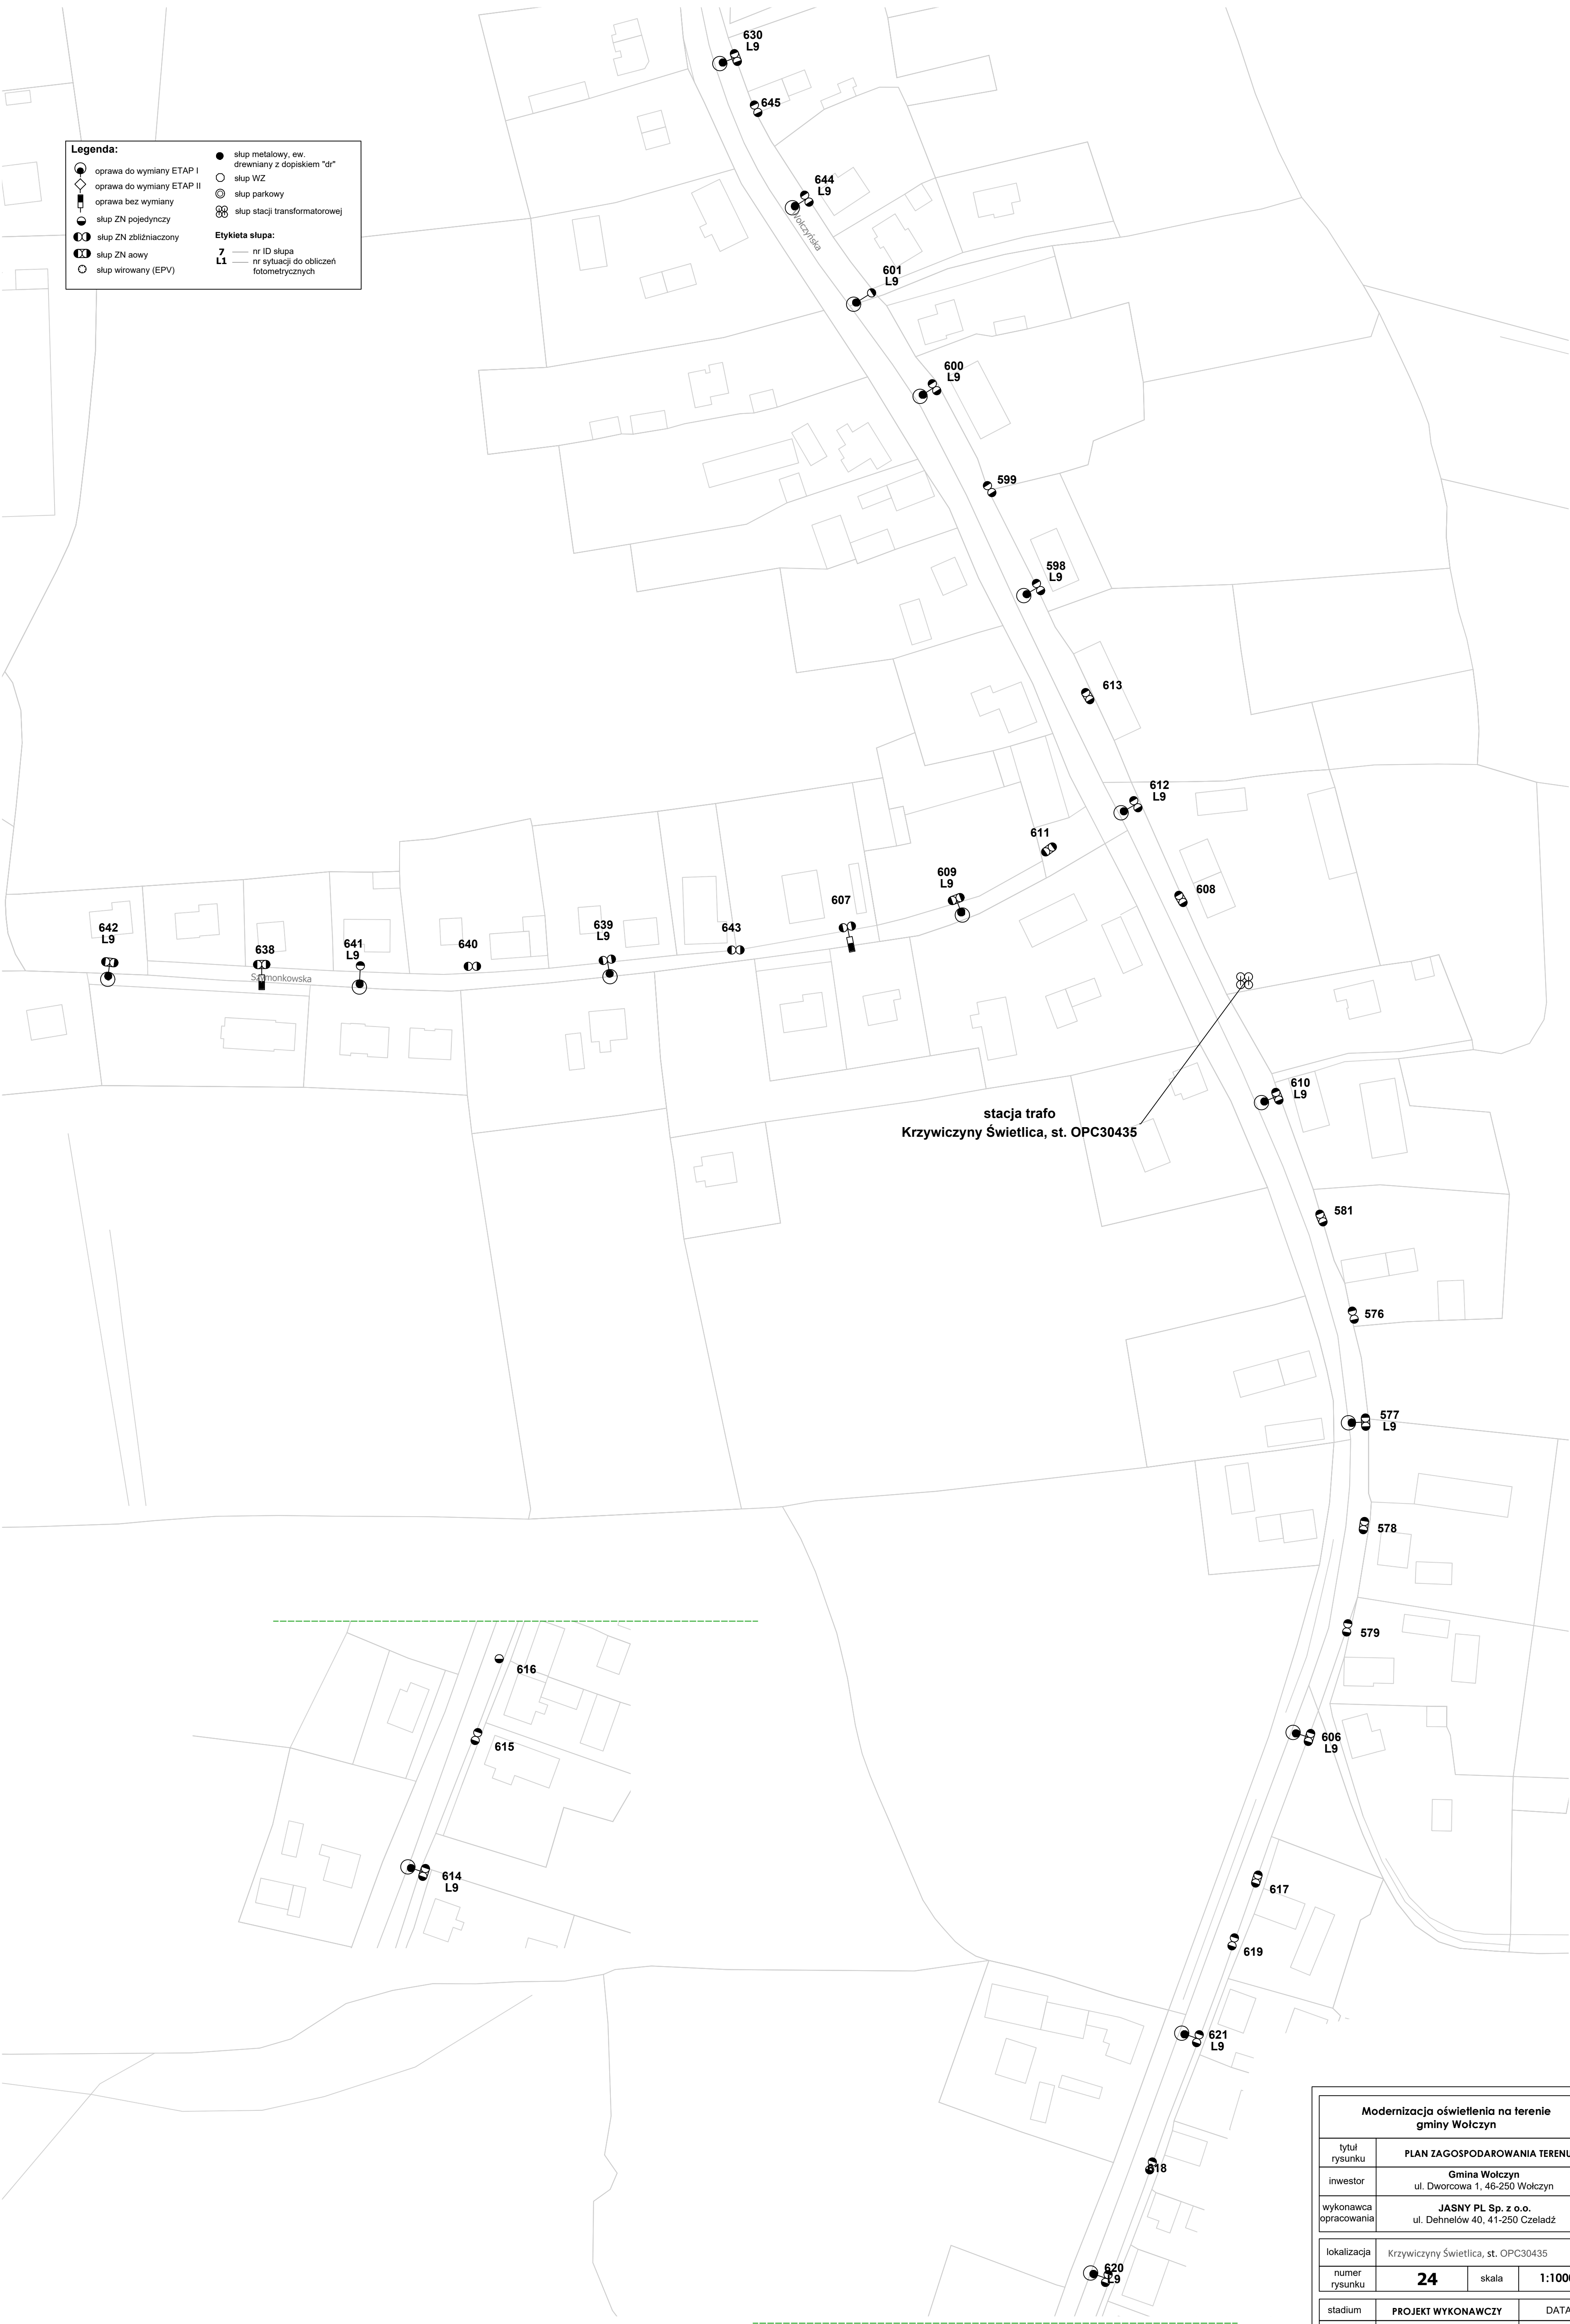 630
L9
645
Legenda:
oprawa do wymiany ETAP I
oprawa do wymiany ETAP II
oprawa bez wymiany
słup ZN pojedynczy
słup ZN zbliźniaczony
słup ZN aowy
słup wirowany (EPV)
słup metalowy, ew.
drewniany z dopiskiem "dr"
słup WZ
słup parkowy
słup stacji transformatorowej
Etykieta słupa:
7 nr ID słupa
L1 nr sytuacji do obliczeń
fotometrycznych
644
L9
Wołczyńska
601
L9
600
L9
599
598
L9
613
612
L9
611
608
609
L9
607
643
639
L9
640
641
L9
638
642
L9
Szymonkowska
610
L9
stacja trafo
Krzywiczyny Świetlica, st. OPC30435
581
576
577
L9
578
579
616
606
L9
615
614
L9
617
619
621
L9
618
620
L9
Modernizacja oświetlenia na terenie
gminy Wołczyn
tytuł
rysunku
PLAN ZAGOSPODAROWANIA TERENU
inwestor
Gmina Wołczyn
ul. Dworcowa 1, 46-250 Wołczyn
wykonawca
opracowania
JASNY PL Sp. z o.o.
ul. Dehnelów 40, 41-250 Czeladź
lokalizacja
Krzywiczyny Świetlica, st. OPC30435
numer
rysunku
24
skala
1:1000
stadium
PROJEKT WYKONAWCZY
DATA